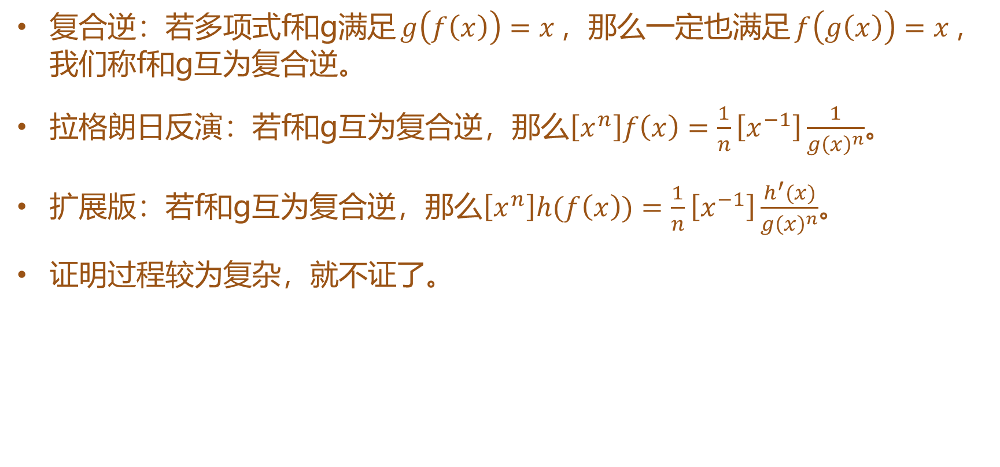 • 复合逆：若多项式f和g满足 $g(f(x)) = x$ ，那么一定也满足 $f(g(x)) = x$ ，
我们称f和g互为复合逆。
• 拉格朗日反演：若f和g互为复合逆，那么$[x^n]f(x) = \frac{1}{n}[x^{-1}]\frac{1}{g(x)^n}$。
• 扩展版：若f和g互为复合逆，那么$[x^n]h(f(x)) = \frac{1}{n}[x^{-1}]\frac{h'(x)}{g(x)^n}$。
• 证明过程较为复杂，就不证了。